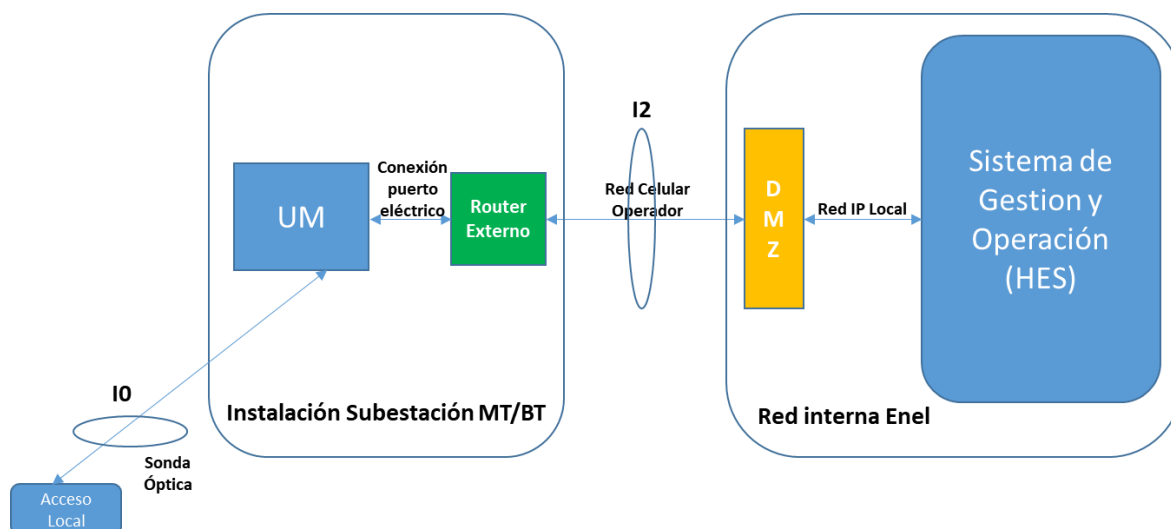 I2
Conexión
puerto
eléctrico
UM
Router
Externo
Red Celular
Operador
D
M
Z
Red IP Local
Sistema de
Gestion y
Operación
(HES)
I0
Instalación Subestación MT/BT
Red interna Enel
Sonda
Óptica
Acceso
Local